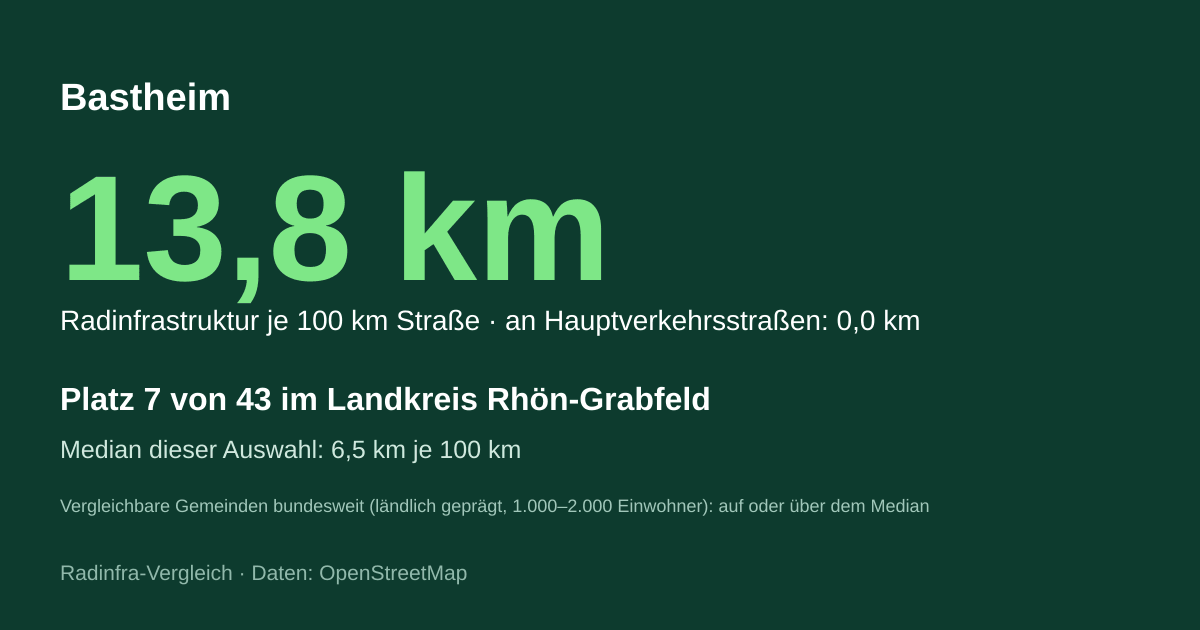 Bastheim
13,8 km
Radinfrastruktur je 100 km Straße · an Hauptverkehrsstraßen: 0,0 km
Platz 7 von 43 im Landkreis Rhön-Grabfeld
Median dieser Auswahl: 6,5 km je 100 km
Vergleichbare Gemeinden bundesweit (ländlich geprägt, 1.000–2.000 Einwohner): auf oder über dem Median
Radinfra-Vergleich · Daten: OpenStreetMap